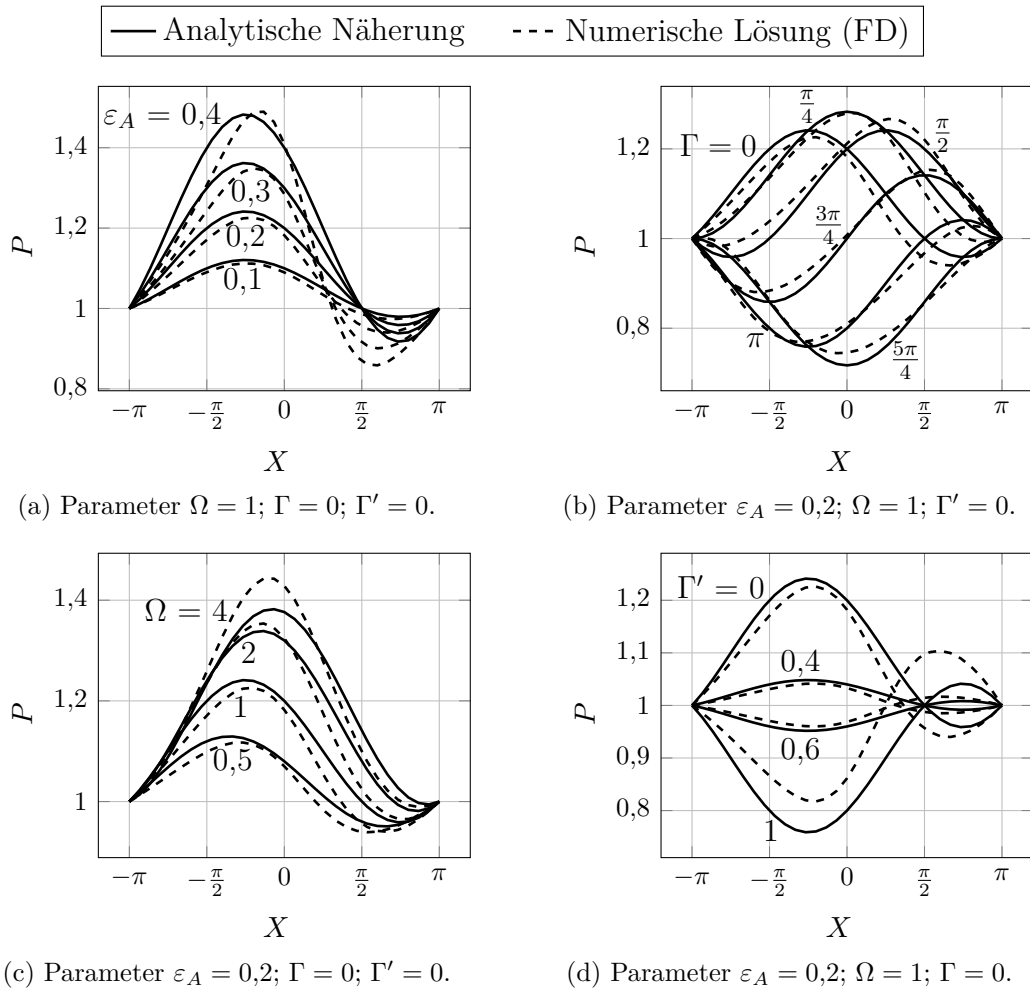 Analytische Näherung Numerische Lösung (FD)
ε_A = 0,4
0,3
0,2
0,1
1,4
1,2
1
0,8
P
−π −π/2 0 π/2 π
X
(a) Parameter Ω = 1; Γ = 0; Γ′ = 0.
Γ = 0
π/4
π/2
3π/4
π
5π/4
1,2
1
0,8
P
−π −π/2 0 π/2 π
X
(b) Parameter ε_A = 0,2; Ω = 1; Γ′ = 0.
Ω = 4
2
1
0,5
1,4
1,2
1
P
−π −π/2 0 π/2 π
X
(c) Parameter ε_A = 0,2; Γ = 0; Γ′ = 0.
Γ′ = 0
0,4
0,6
1
1,2
1,1
1
0,9
0,8
P
−π −π/2 0 π/2 π
X
(d) Parameter ε_A = 0,2; Ω = 1; Γ = 0.